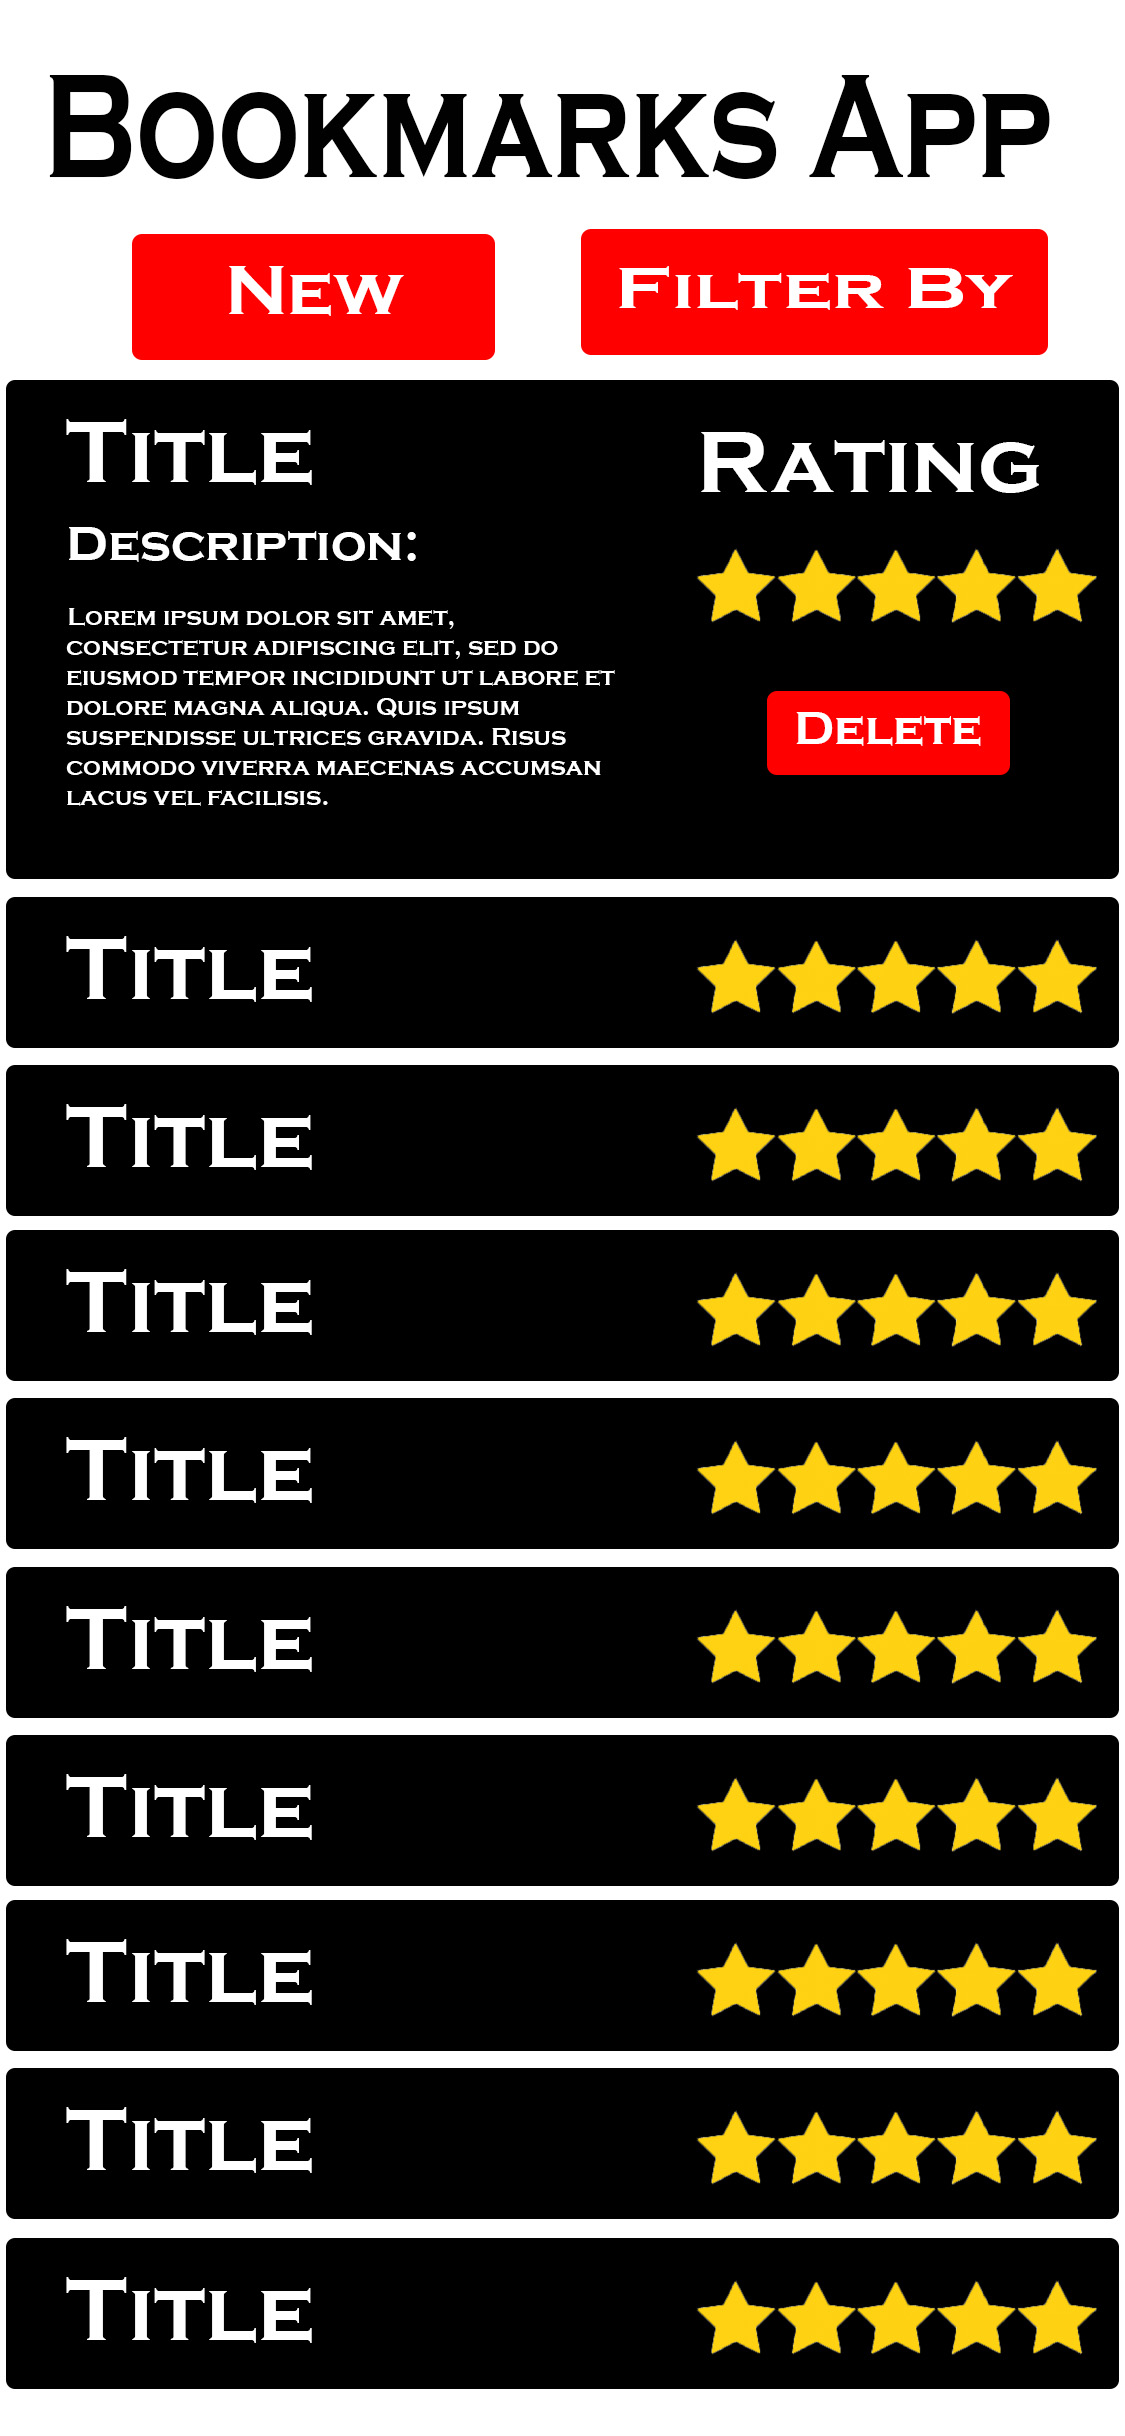 Bookmarks App
New Filter By
Title Rating
Description:
Lorem ipsum dolor sit amet,
consectetur adipiscing elit, sed do
eiusmod tempor incididunt ut labore et
dolore magna aliqua. Quis ipsum
suspendisse ultrices gravida. Risus
commodo viverra maecenas accumsan
lacus vel facilisis.
Delete
Title
Title
Title
Title
Title
Title
Title
Title
Title